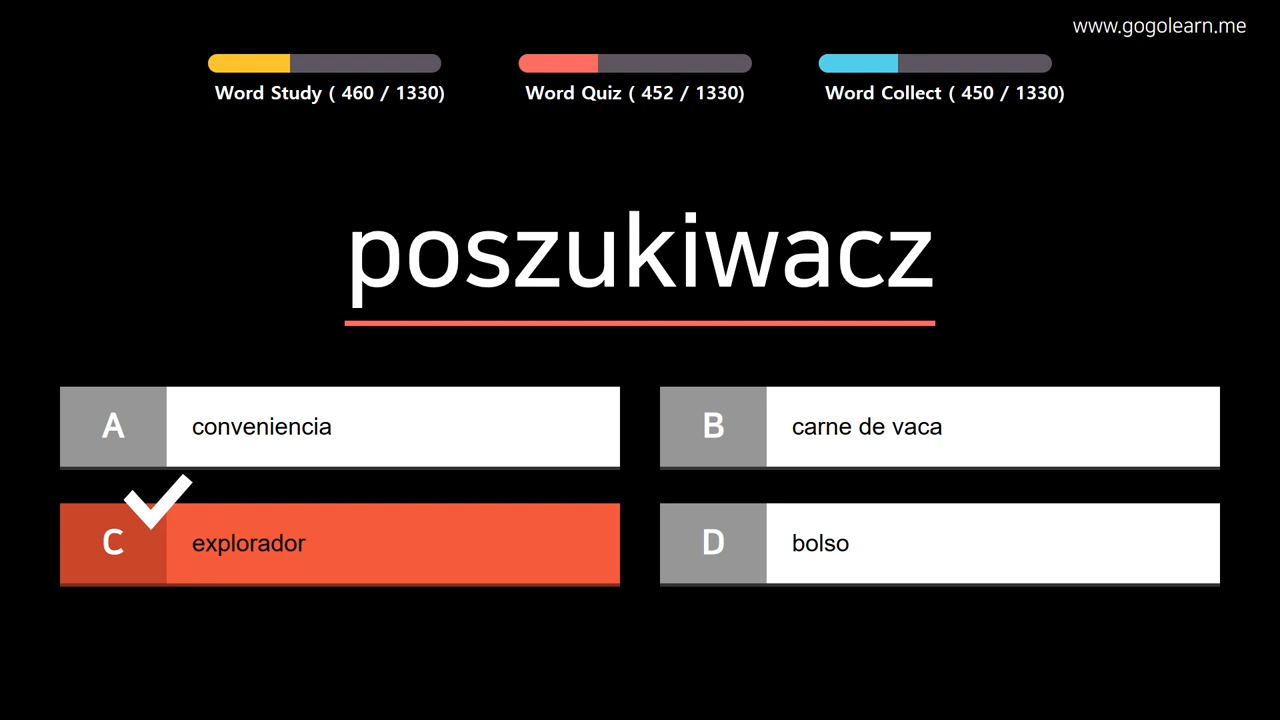 www.gogolearn.me
Word Study ( 460 / 1330)
Word Quiz ( 452 / 1330)
Word Collect ( 450 / 1330)
poszukiwacz
A
conveniencia
B
carne de vaca
C
explorador
D
bolso